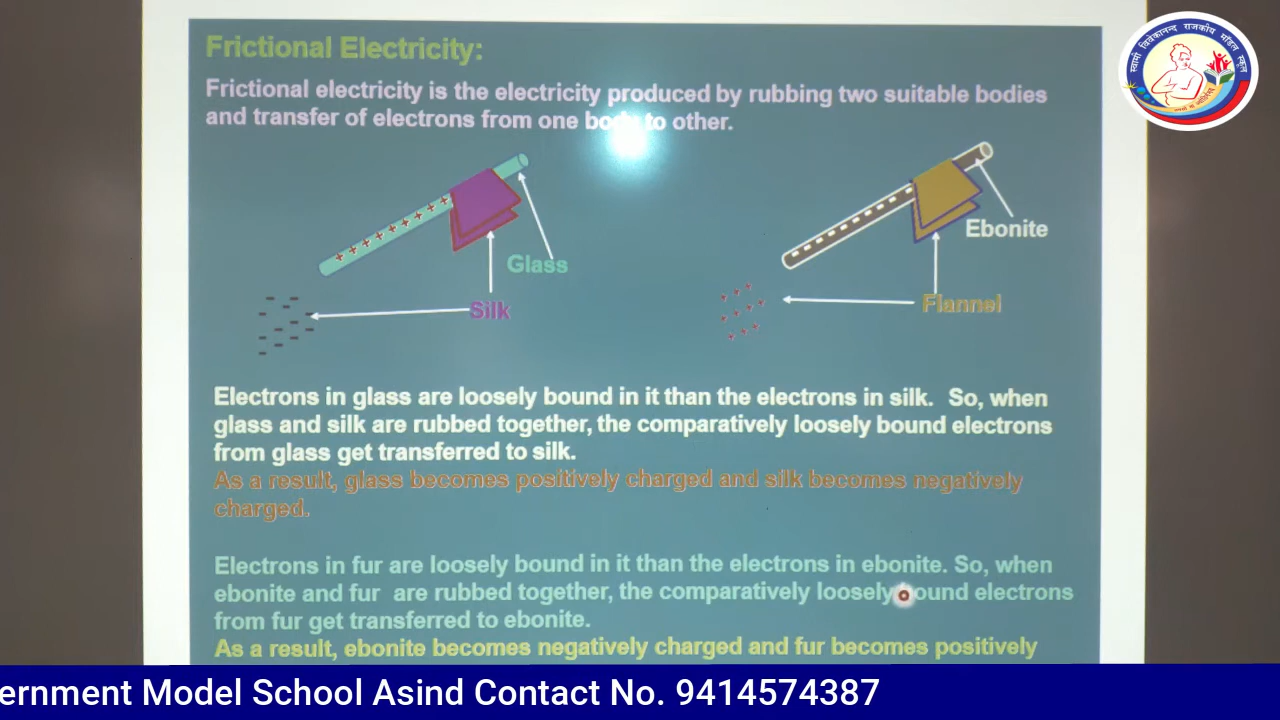 Frictional Electricity:
Frictional electricity is the electricity produced by rubbing two suitable bodies
and transfer of electrons from one body to other.
Ebonite
Glass
Silk
Flannel
Electrons in glass are loosely bound in it than the electrons in silk. So, when
glass and silk are rubbed together, the comparatively loosely bound electrons
from glass get transferred to silk.
As a result, glass becomes positively charged and silk becomes negatively
charged.
Electrons in fur are loosely bound in it than the electrons in ebonite. So, when
ebonite and fur are rubbed together, the comparatively loosely bound electrons
from fur get transferred to ebonite.
As a result, ebonite becomes negatively charged and fur becomes positively
ernment Model School Asind Contact No. 9414574387
स्वामी विवेकानन्द राजकीय मॉडल स्कूल